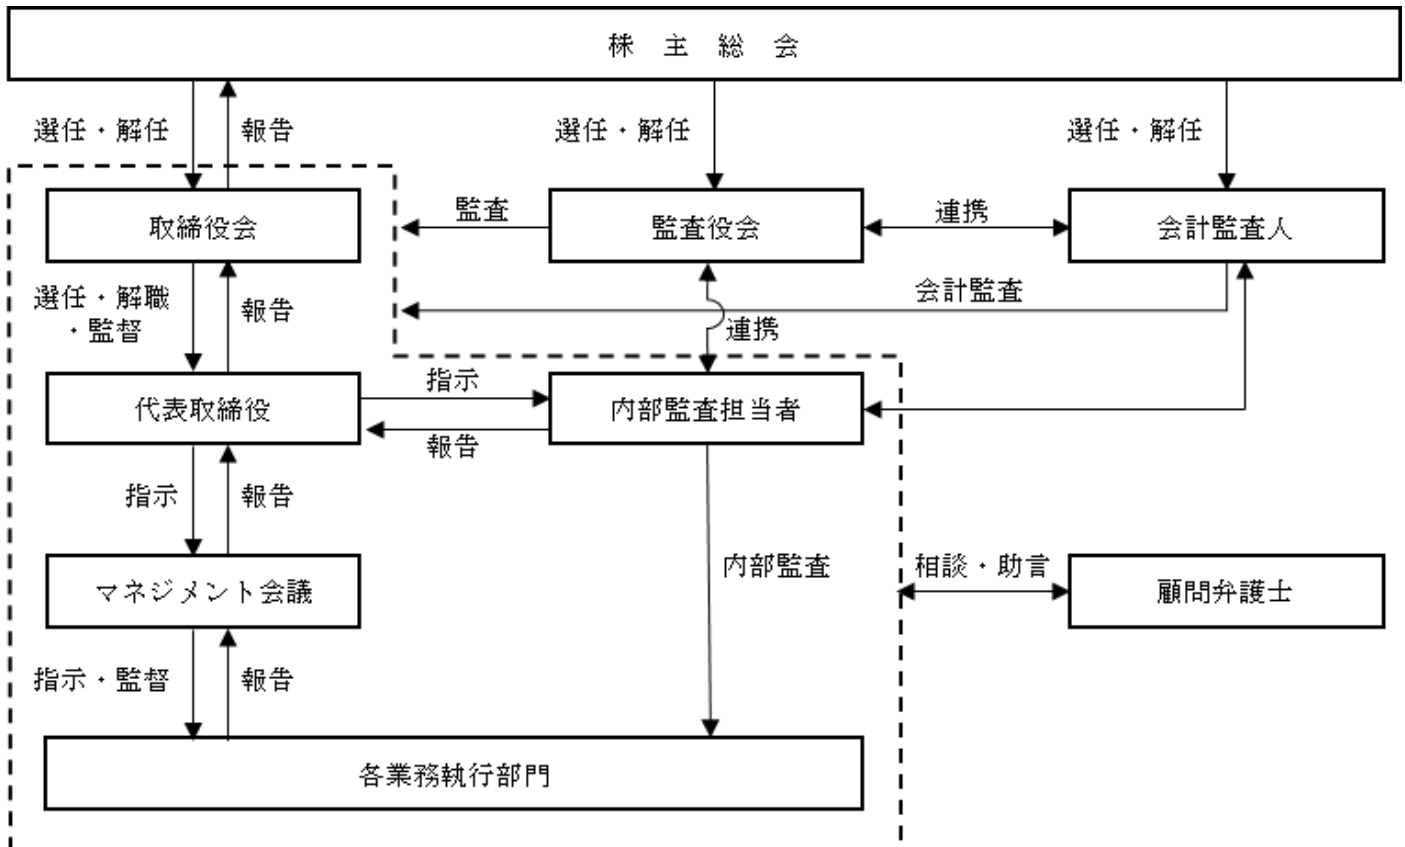 株主総会
選任・解任
報告
選任・解任
選任・解任
取締役会
監査
監査役会
連携
会計監査人
選任・解職
・監督
報告
会計監査
連携
代表取締役
指示
報告
内部監査担当者
指示
報告
マネジメント会議
内部監査
相談・助言
顧問弁護士
指示・監督
報告
各業務執行部門